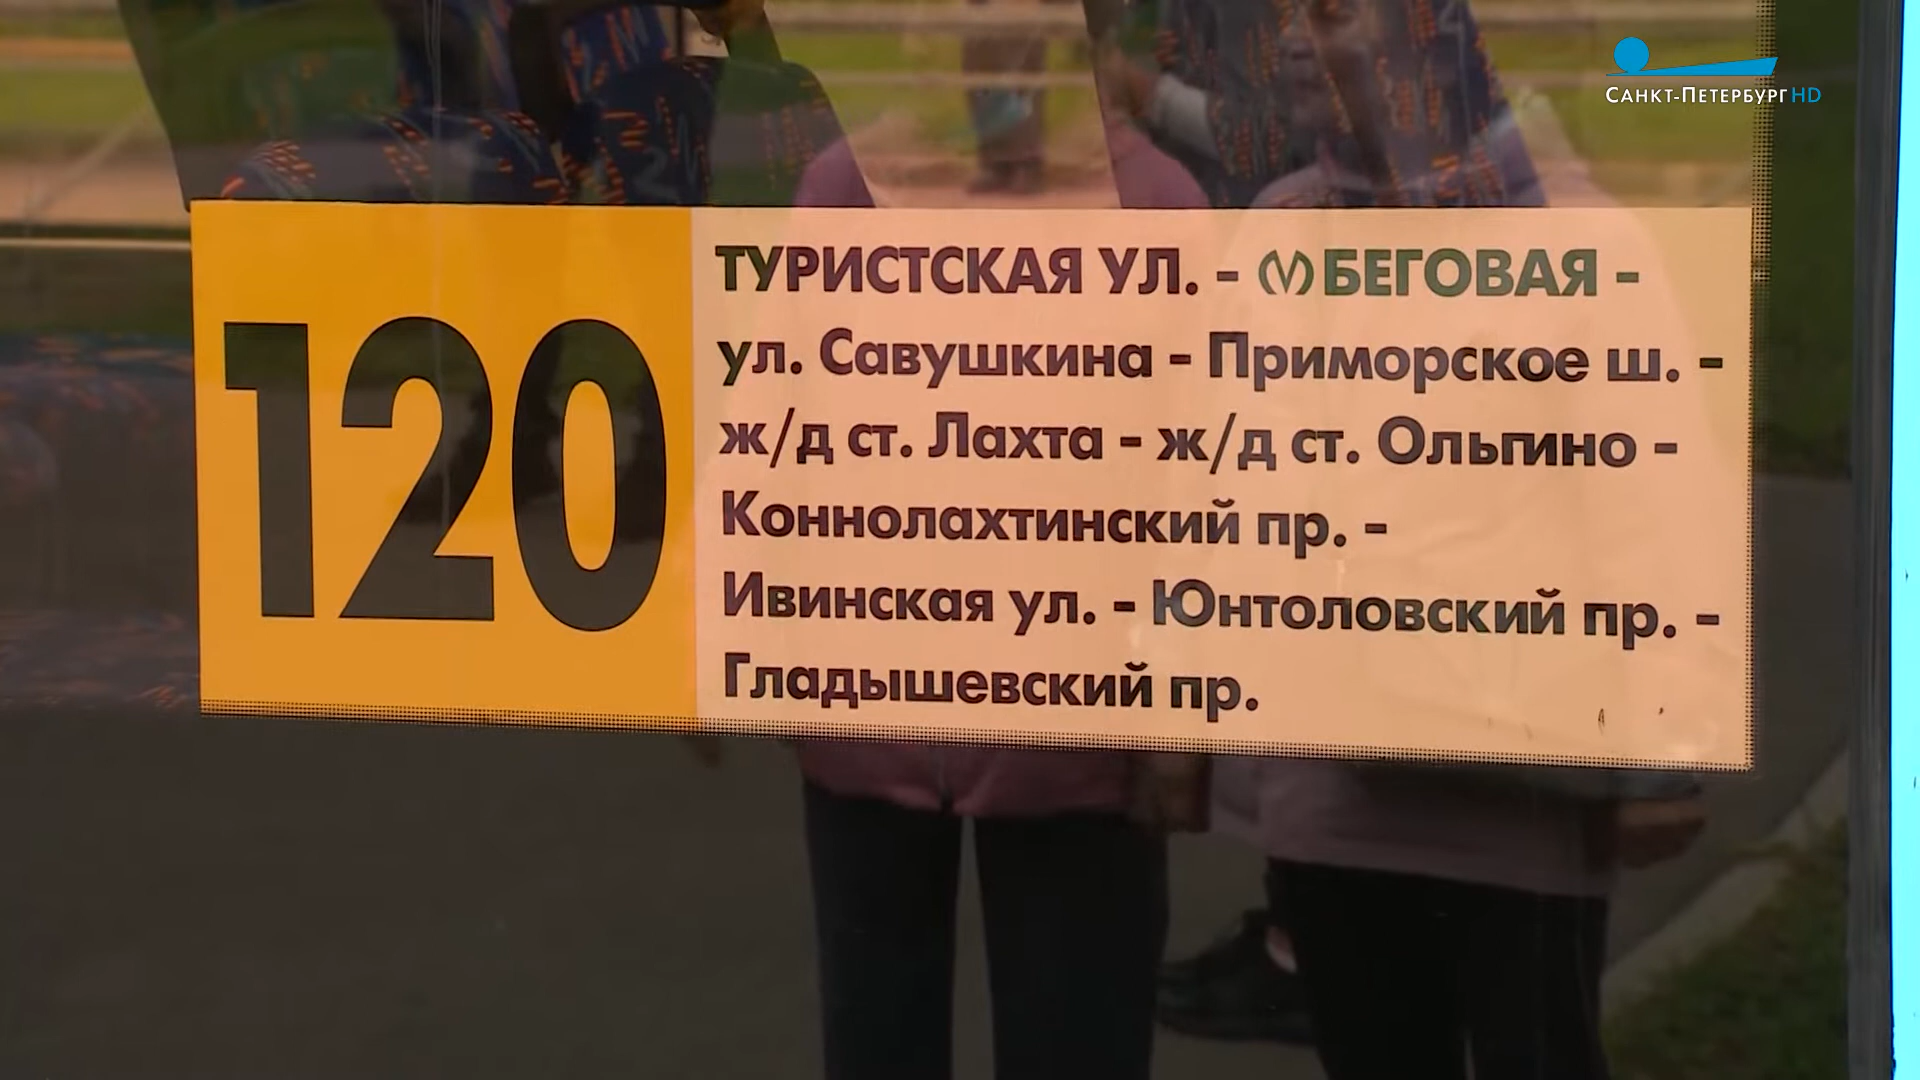 Санкт-Петербург HD
120
ТУРИСТСКАЯ УЛ. - М БЕГОВАЯ -
ул. Савушкина - Приморское ш. -
ж/д ст. Лахта - ж/д ст. Ольгино -
Коннолахтинский пр. -
Ивинская ул. - Юнтоловский пр. -
Гладышевский пр.